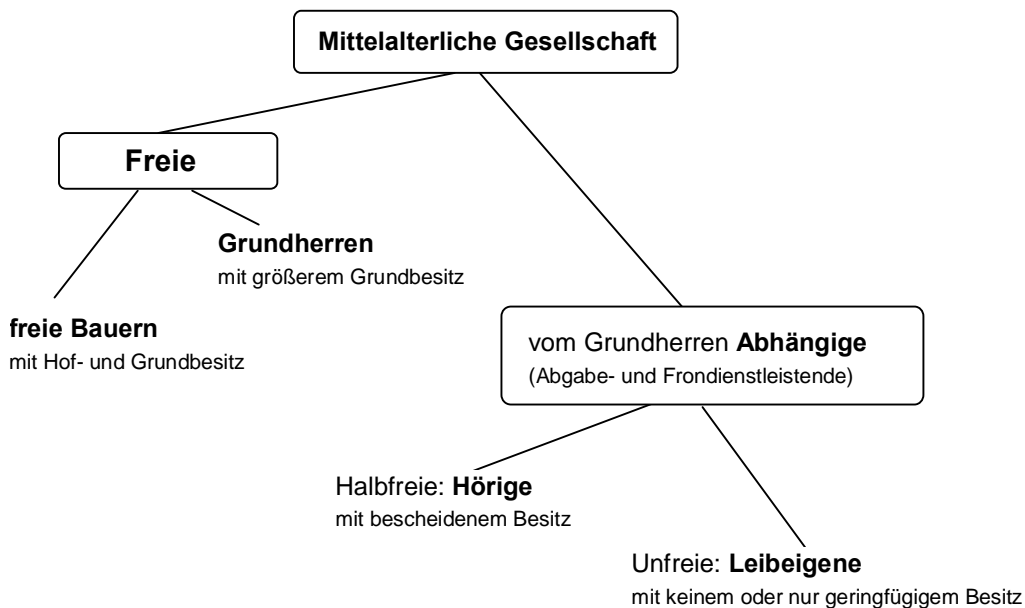 Mittelalterliche Gesellschaft
Freie
Grundherren
mit größerem Grundbesitz
freie Bauern
mit Hof- und Grundbesitz
vom Grundherren Abhängige
(Abgabe- und Frondienstleistende)
Halbfreie: Hörige
mit bescheidenem Besitz
Unfreie: Leibeigene
mit keinem oder nur geringfügigem Besitz